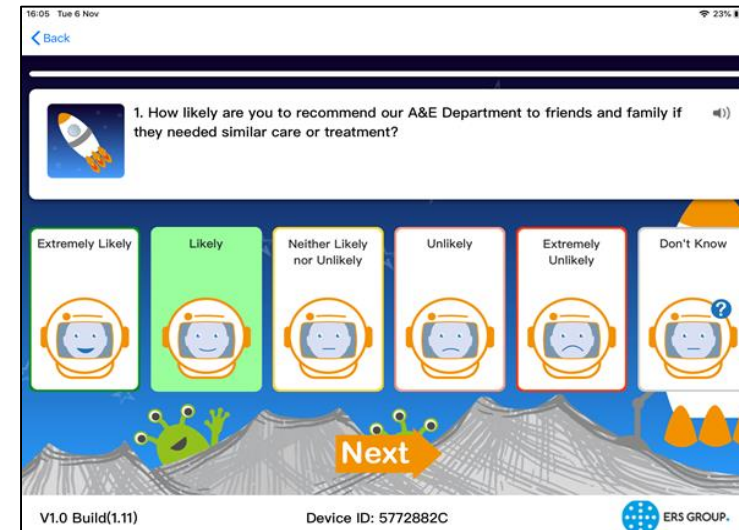 16:05 Tue 6 Nov
23%
Back
1. How likely are you to recommend our A&E Department to friends and family if
they needed similar care or treatment?
Extremely Likely
Likely
Neither Likely
nor Unlikely
Unlikely
Extremely
Unlikely
Don't Know
?
Next
V1.0 Build(1.11)
Device ID: 5772882C
ERS GROUP.